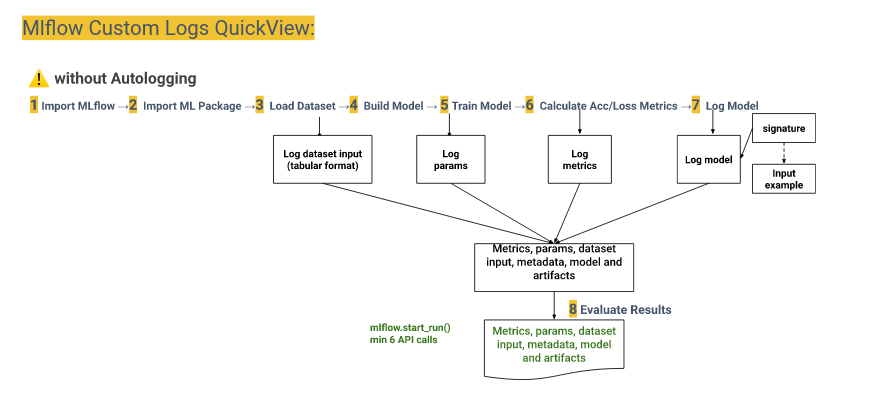 Mlflow Custom Logs QuickView:
without Autologging
1 Import MLflow →2 Import ML Package→3 Load Dataset →4 Build Model → 5 Train Model →6 Calculate Acc/Loss Metrics →7 Log Model
signature
Log dataset input
(tabular format)
Log
params
Log
metrics
Log model
Input
example
Metrics, params, dataset
input, metadata, model and
artifacts
8 Evaluate Results
mlflow.start_run()
min 6 API calls
Metrics, params, dataset
input, metadata, model
and artifacts